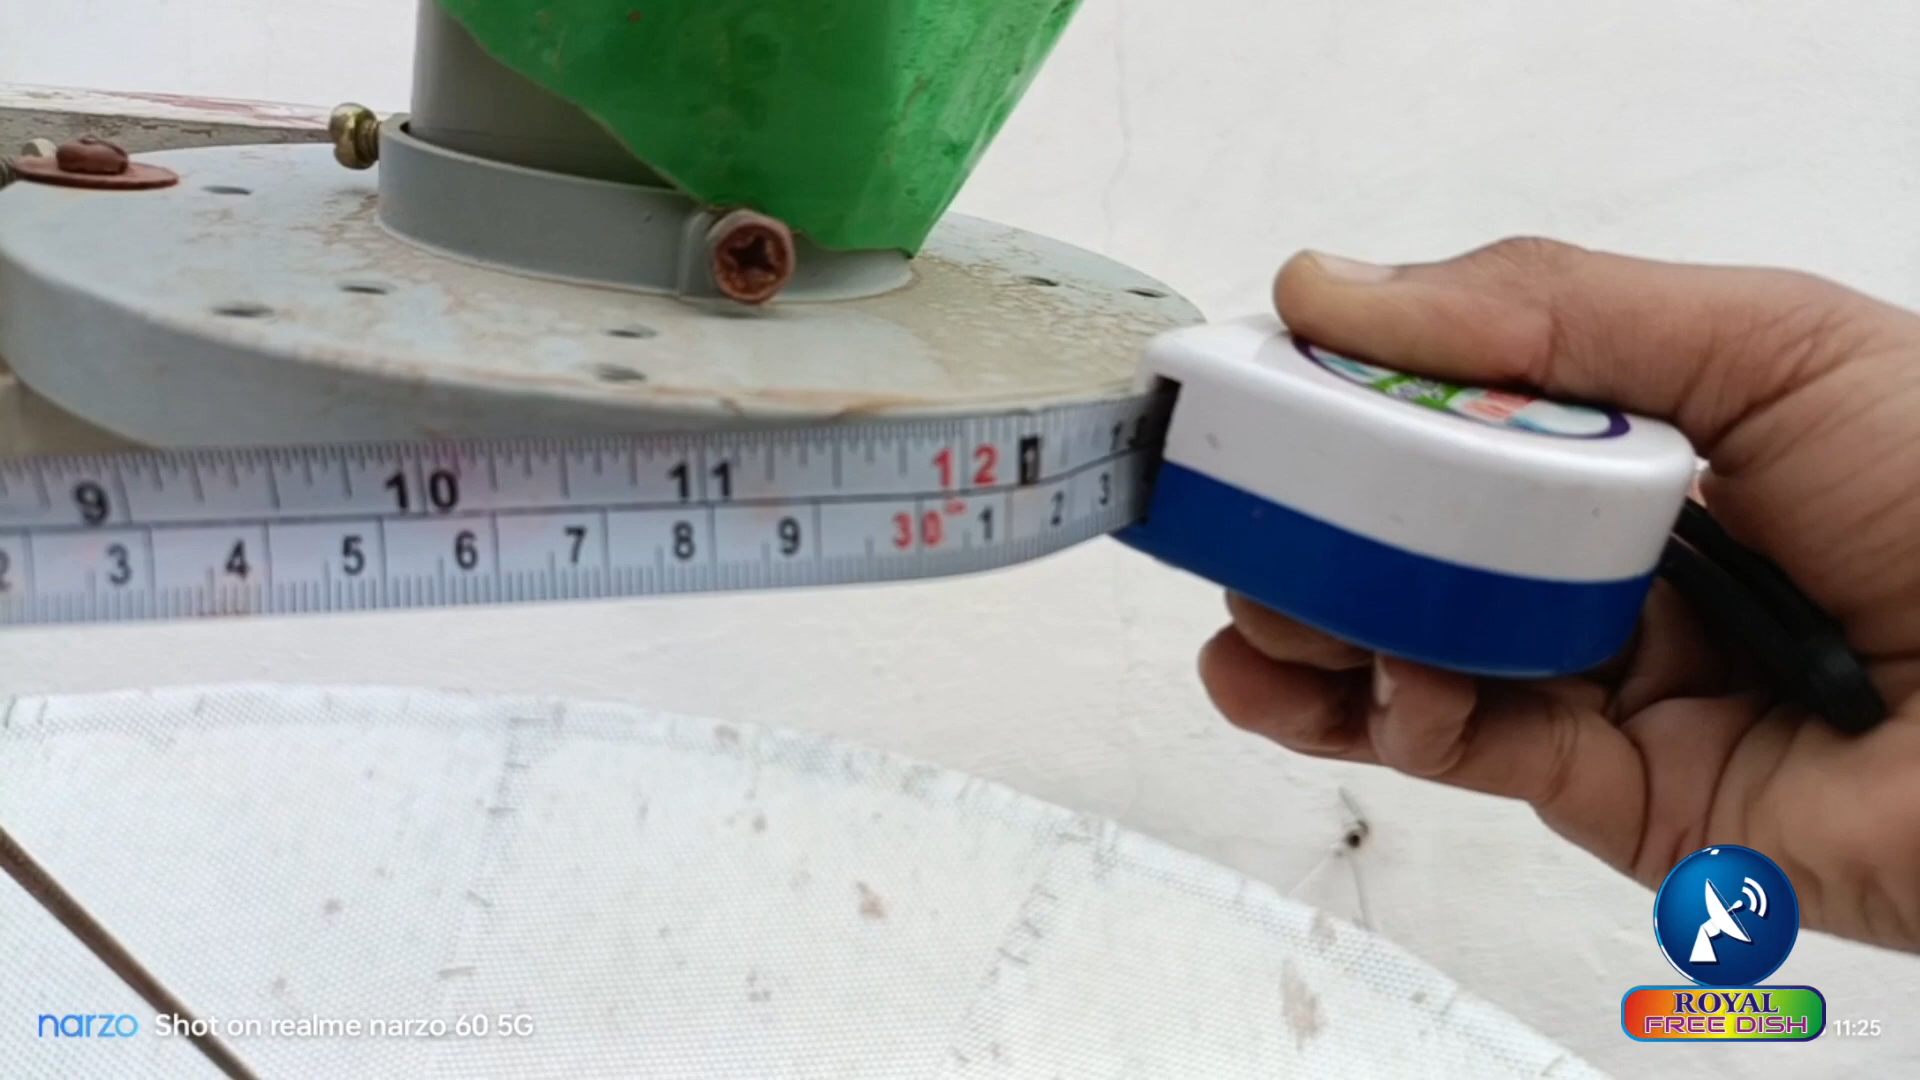 9 10 11 12 1
3 4 5 6 7 8 9 30 1 2 3
ROYAL
FREE DISH
narzo Shot on realme narzo 60 5G
11:25